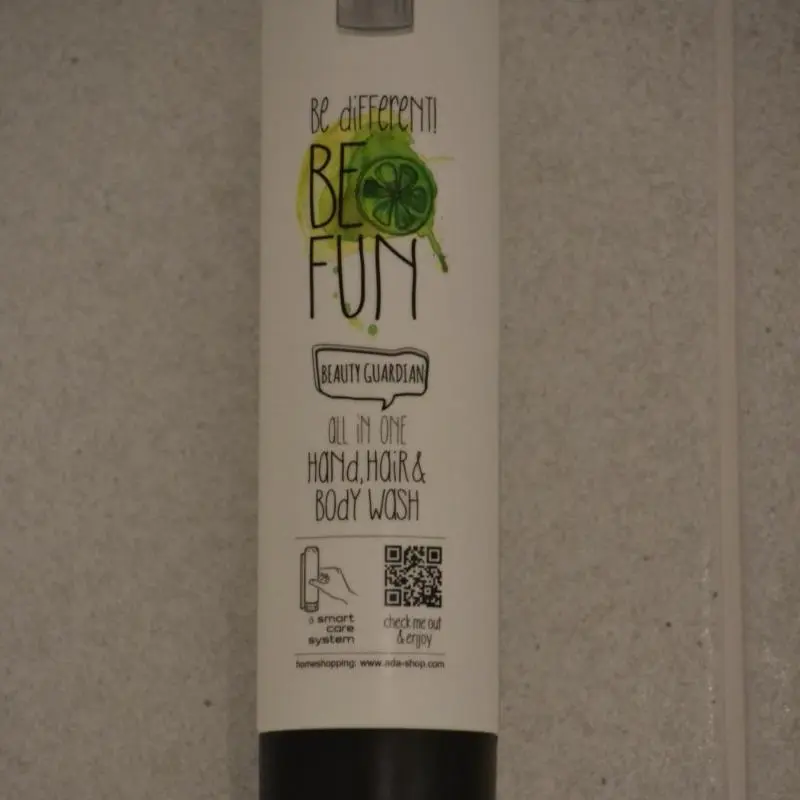 Be different!
BE
FUN
BEAUTY GUARDIAN
all in one
Hand, Hair &
Body Wash
a smart
care
system
check me out
& enjoy
homeshopping: www.ada-shop.com